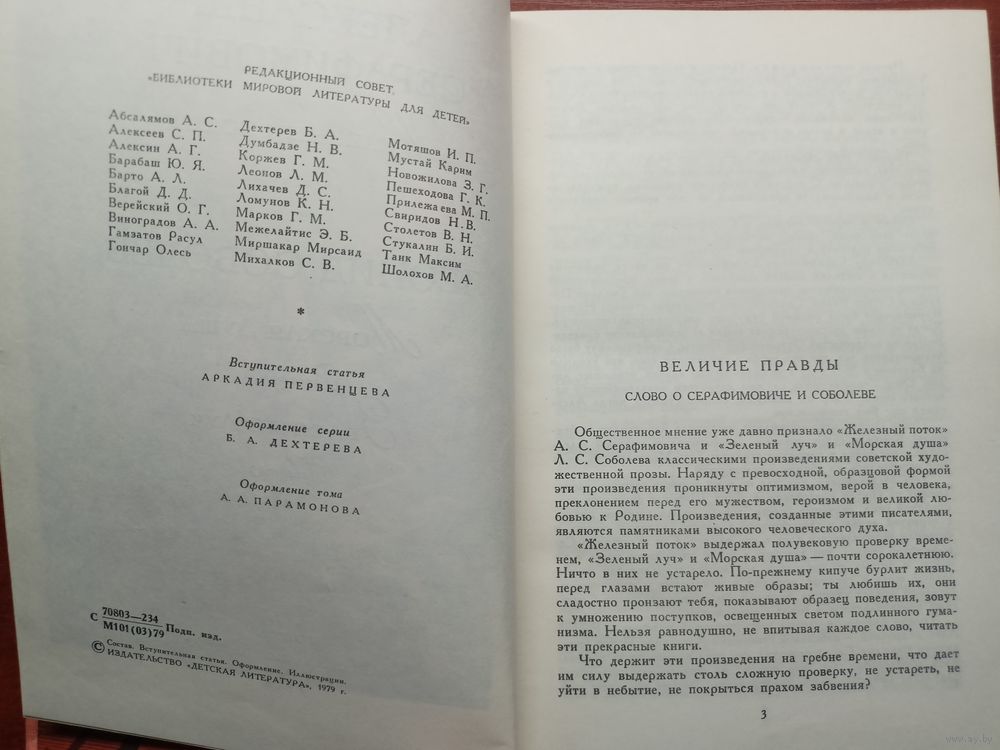 РЕДАКЦИОННЫЙ СОВЕТ
«БИБЛИОТЕКИ МИРОВОЙ ЛИТЕРАТУРЫ ДЛЯ ДЕТЕЙ»
Абсалямов А. С.
Алексеев С. П.
Алексин А. Г.
Барабаш Ю. Я.
Барто А. Л.
Благой Д. Д.
Верейский О. Г.
Виноградов А. А.
Гамзатов Расул
Гончар Олесь
Дехтерев Б. А.
Думбадзе Н. В.
Коржев Г. М.
Леонов Л. М.
Лихачев Д. С.
Ломунов К. Н.
Марков Г. М.
Межелайтис Э. Б.
Миршакар Мирсаид
Михалков С. В.
Мотяшов И. П.
Мустай Карим
Новожилова З. Г.
Пешеходова Г. К.
Прилежаева М. П.
Свиридов Н. В.
Столетов В. Н.
Стукалин Б. И.
Танк Максим
Шолохов М. А.
*
Вступительная статья
АРКАДИЯ ПЕРВЕНЦЕВА
Оформление серии
Б. А. ДЕХТЕРЕВА
Оформление тома
А. А. ПАРАМОНОВА
С 70803—234
М101(03)79 Подп. изд.
© Состав. Вступительная статья. Оформление. Иллюстрации.
ИЗДАТЕЛЬСТВО «ДЕТСКАЯ ЛИТЕРАТУРА», 1979 г.
ВЕЛИЧИЕ ПРАВДЫ
СЛОВО О СЕРАФИМОВИЧЕ И СОБОЛЕВЕ
Общественное мнение уже давно признало «Железный поток»
А. С. Серафимовича и «Зеленый луч» и «Морская душа»
Л. С. Соболева классическими произведениями советской худо-
жественной прозы. Наряду с превосходной, образцовой формой
эти произведения проникнуты оптимизмом, верой в человека,
преклонением перед его мужеством, героизмом и великой лю-
бовью к Родине. Произведения, созданные этими писателями,
являются памятниками высокого человеческого духа.
«Железный поток» выдержал полувековую проверку време-
нем, «Зеленый луч» и «Морская душа» — почти сорокалетнюю.
Ничто в них не устарело. По-прежнему кипуче бурлит жизнь,
перед глазами встают живые образы; ты любишь их, они
сладостно пронзают тебя, показывают образец поведения, зовут
к умножению поступков, освещенных светом подлинного гума-
низма. Нельзя равнодушно, не впитывая каждое слово, читать
эти прекрасные книги.
Что держит эти произведения на гребне времени, что дает
им силу выдержать столь сложную проверку, не устареть, не
уйти в небытие, не покрыться прахом забвения?
3
www.ay.by